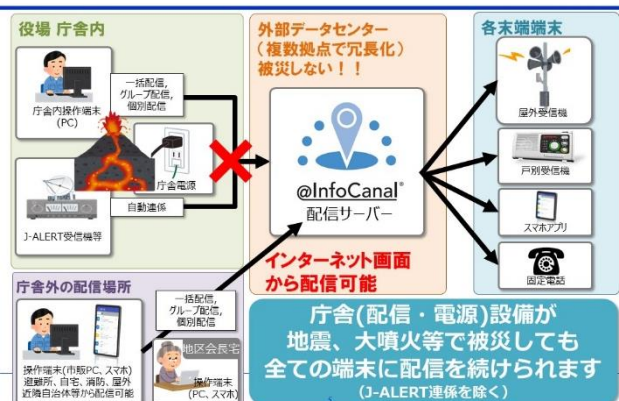 役場 庁舎内
庁舎内操作端末
(PC)
一括配信,
グループ配信,
個別配信
庁舎電源
自動連係
J-ALERT受信機等
外部データセンター
(複数拠点で冗長化)
被災しない!!
@InfoCanal®
配信サーバー
インターネット画面
から配信可能
各末端端末
屋外受信機
戸別受信機
スマホアプリ
固定電話
庁舎外の配信場所
一括配信,
グループ配信,
個別配信
操作端末(市販PC、スマホ)
避難所、自宅、消防、屋外
近隣自治体等から配信可能
地区会長宅
操作端末
(PC、スマホ)
庁舎(配信・電源)設備が
地震、大噴火等で被災しても
全ての端末に配信を続けられます
(J-ALERT連係を除く)